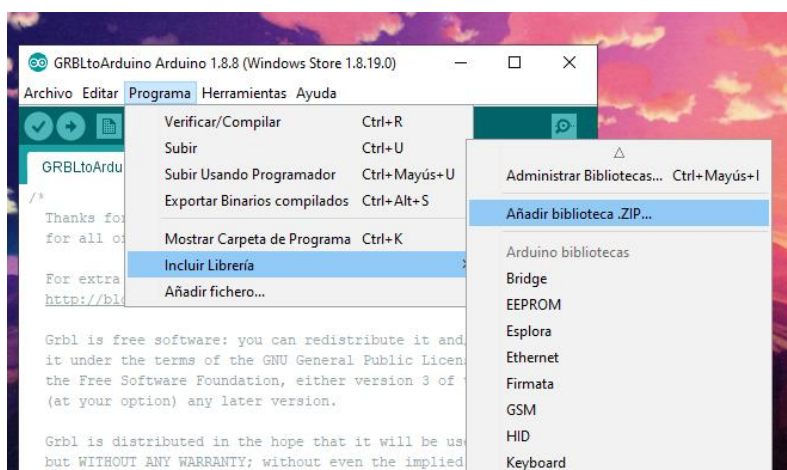 GRBLtoArduino Arduino 1.8.8 (Windows Store 1.8.19.0)
Archivo Editar Programa Herramientas Ayuda
Verificar/Compilar Ctrl+R
Subir Ctrl+U
Subir Usando Programador Ctrl+Mayús+U
Exportar Binarios compilados Ctrl+Alt+S
Mostrar Carpeta de Programa Ctrl+K
Incluir Librería
Añadir fichero...
Administrar Bibliotecas... Ctrl+Mayús+I
Añadir biblioteca .ZIP...
Arduino bibliotecas
Bridge
EEPROM
Esplora
Ethernet
Firmata
GSM
HID
Keyboard
GRBLtoArdu
/*
Thanks for
for all
For extra
http://blo
Grbl is free software: you can redistribute it and
it under the terms of the GNU General Public Licen
the Free Software Foundation, either version 3 of
(at your option) any later version.
Grbl is distributed in the hope that it will be us
but WITHOUT ANY WARRANTY; without even the implied